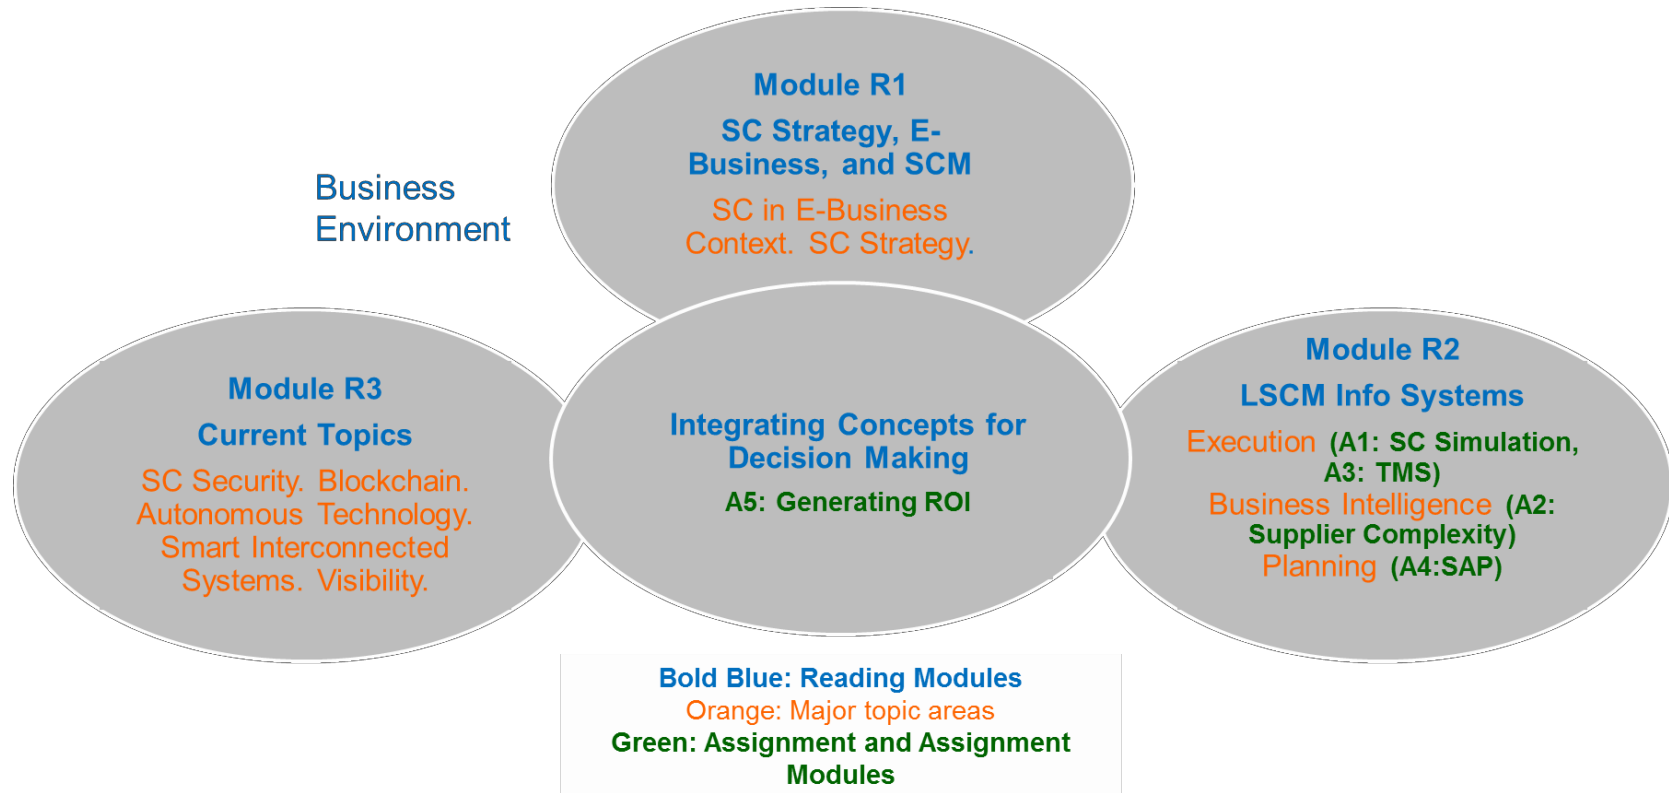 Module R1
SC Strategy, E-
Business, and SCM
SC in E-Business
Context. SC Strategy.
Business
Environment
Module R3
Current Topics
SC Security. Blockchain.
Autonomous Technology.
Smart Interconnected
Systems. Visibility.
Integrating Concepts for
Decision Making
A5: Generating ROI
Module R2
LSCM Info Systems
Execution (A1: SC Simulation,
A3: TMS)
Business Intelligence (A2:
Supplier Complexity)
Planning (A4:SAP)
Bold Blue: Reading Modules
Orange: Major topic areas
Green: Assignment and Assignment
Modules